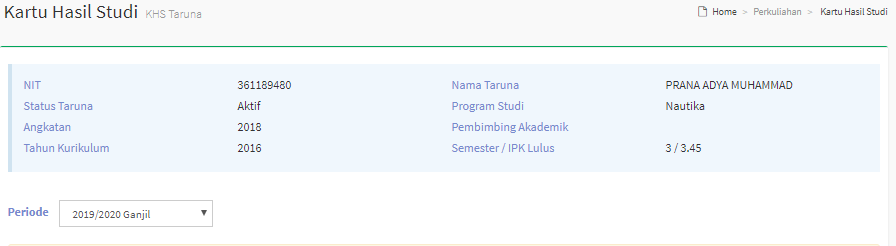 Kartu Hasil Studi KHS Taruna Home > Perkuliahan > Kartu Hasil Studi
NIT 361189480 Nama Taruna PRANA ADYA MUHAMMAD
Status Taruna Aktif Program Studi Nautika
Angkatan 2018 Pembimbing Akademik
Tahun Kurikulum 2016 Semester / IPK Lulus 3 / 3.45
Periode 2019/2020 Ganjil